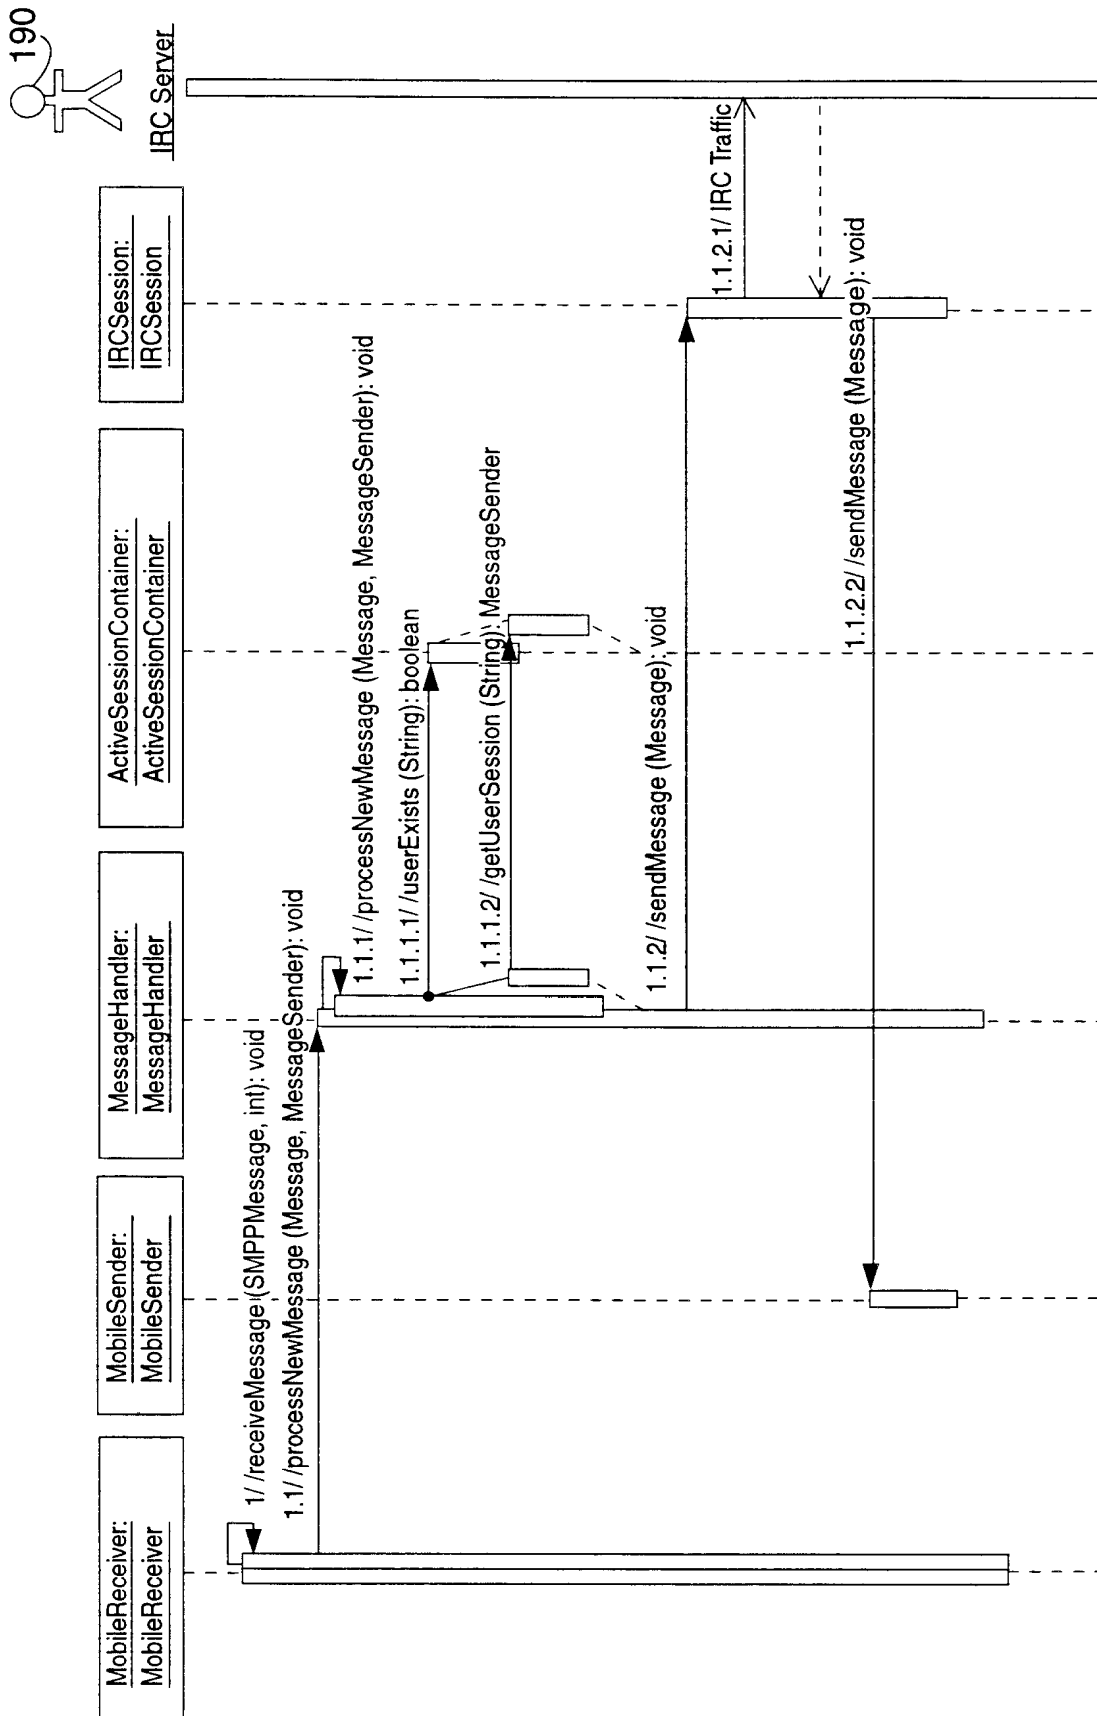 MobileReceiver:
MobileReceiver
MobileSender:
MobileSender
MessageHandler:
MessageHandler
ActiveSessionContainer:
ActiveSessionContainer
IRCSession:
IRCSession
190
IRC Server
1/ /receiveMessage (SMPPMessage, int): void
1.1/ /processNewMessage (Message, MessageSender): void
1.1.1/ /processNewMessage (Message, MessageSender): void
1.1.1.1/ /userExists (String): boolean
1.1.1.2/ /getUserSession (String): MessageSender
1.1.2/ /sendMessage (Message): void
1.1.2.1/ IRC Traffic
1.1.2.2/ /sendMessage (Message): void